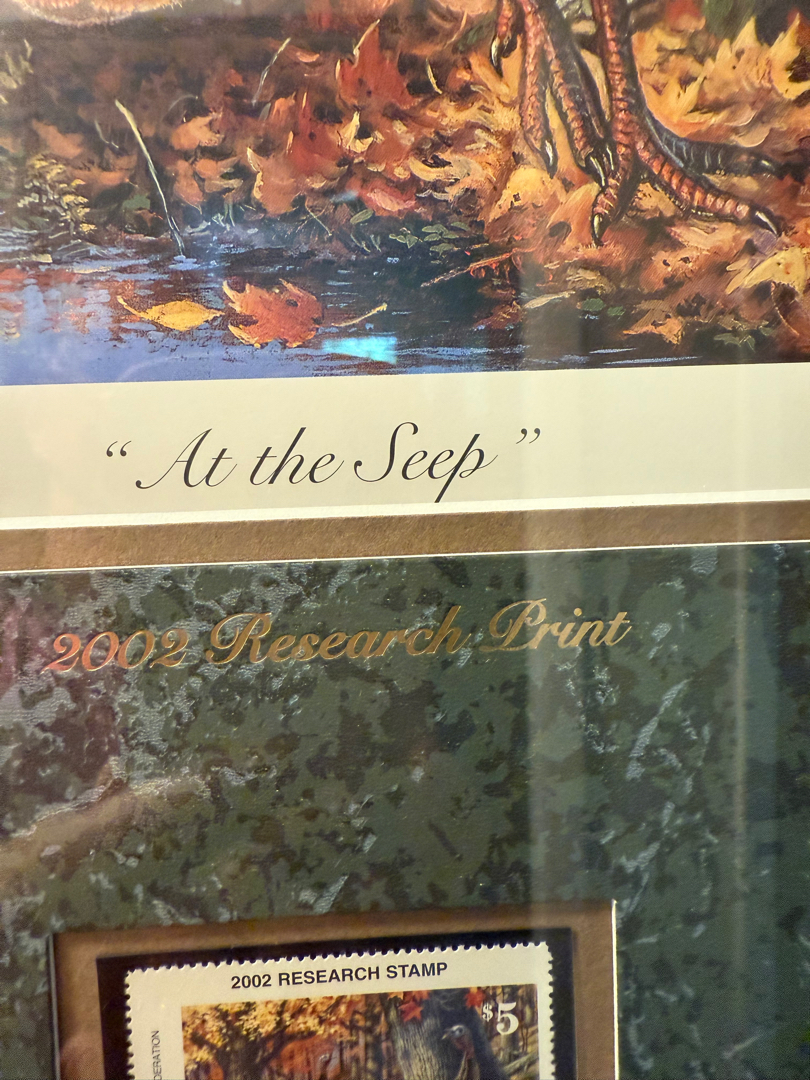 “At the Seep”
2002 Research Print
2002 RESEARCH STAMP
$5